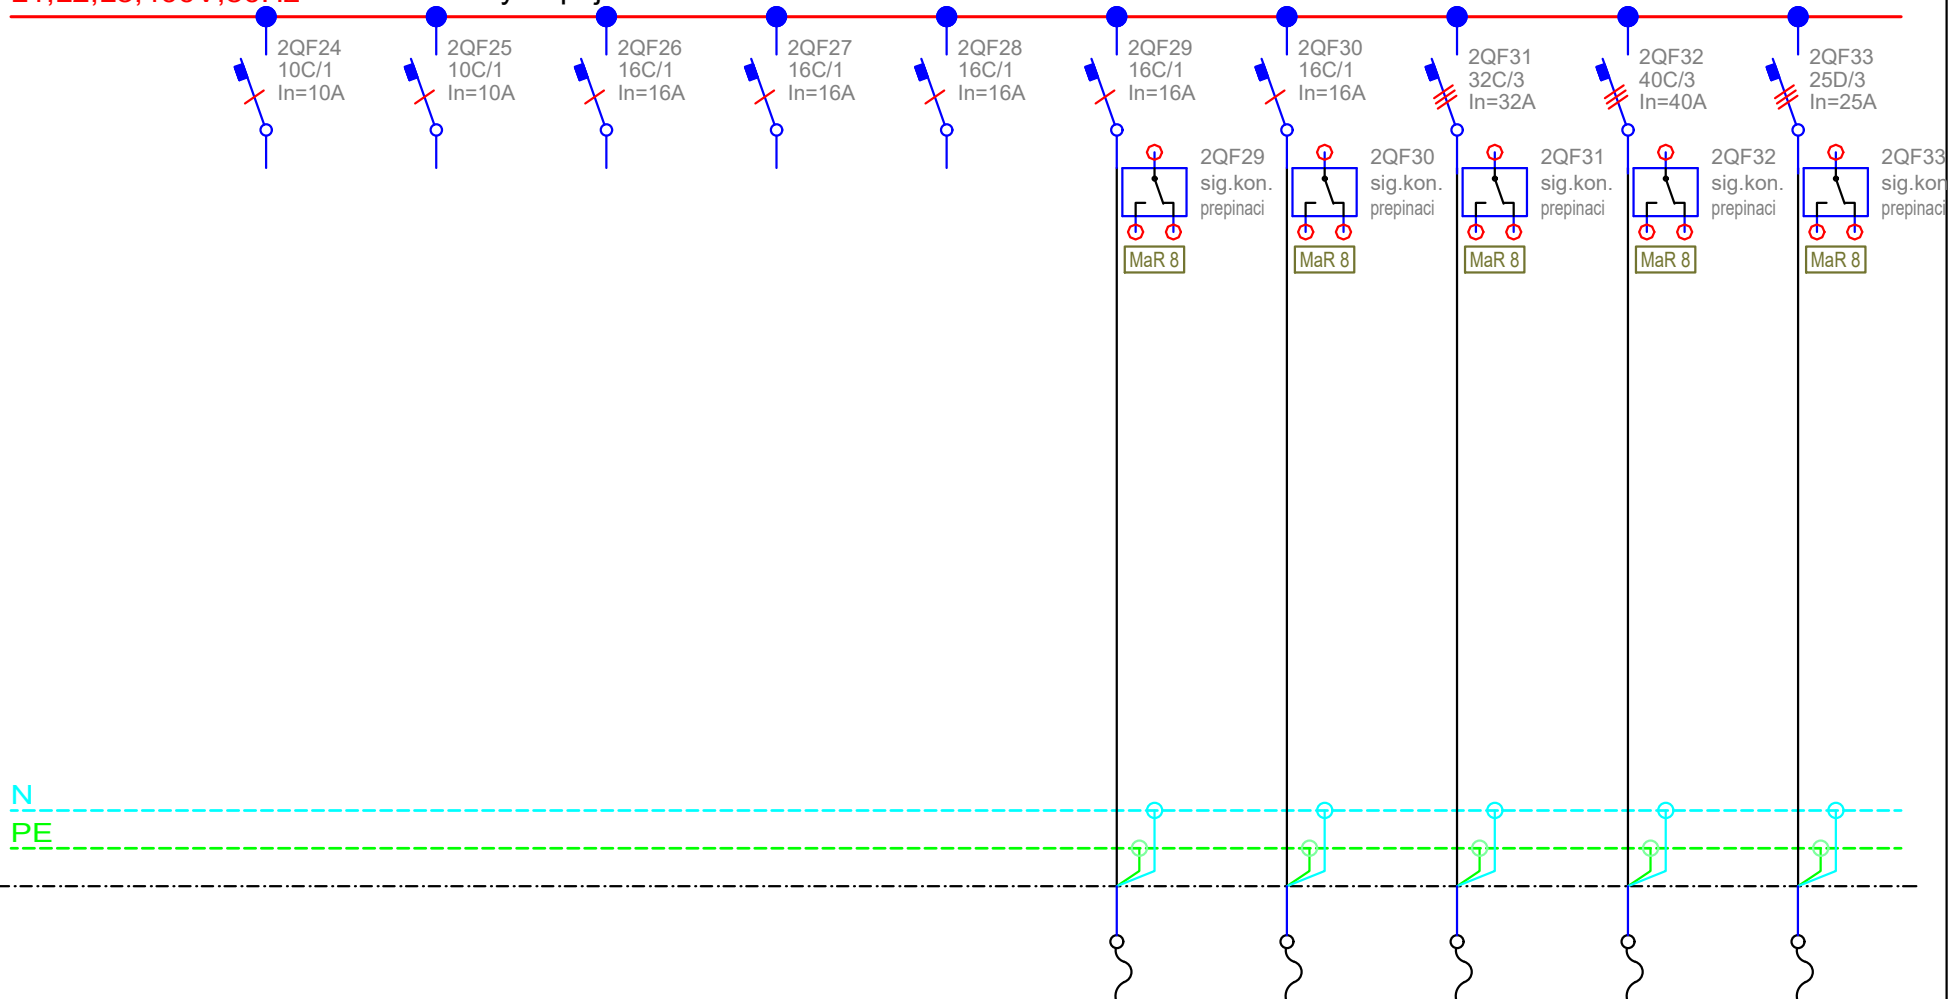 2QF24
10C/1
In=10A
2QF25
10C/1
In=10A
2QF26
16C/1
In=16A
2QF27
16C/1
In=16A
2QF28
16C/1
In=16A
2QF29
16C/1
In=16A
2QF30
16C/1
In=16A
2QF31
32C/3
In=32A
2QF32
40C/3
In=40A
2QF33
25D/3
In=25A
2QF29
sig.kon.
prepinaci
MaR 8
2QF30
sig.kon.
prepinaci
MaR 8
2QF31
sig.kon.
prepinaci
MaR 8
2QF32
sig.kon.
prepinaci
MaR 8
2QF33
sig.kon
prepinaci
MaR 8
N
PE